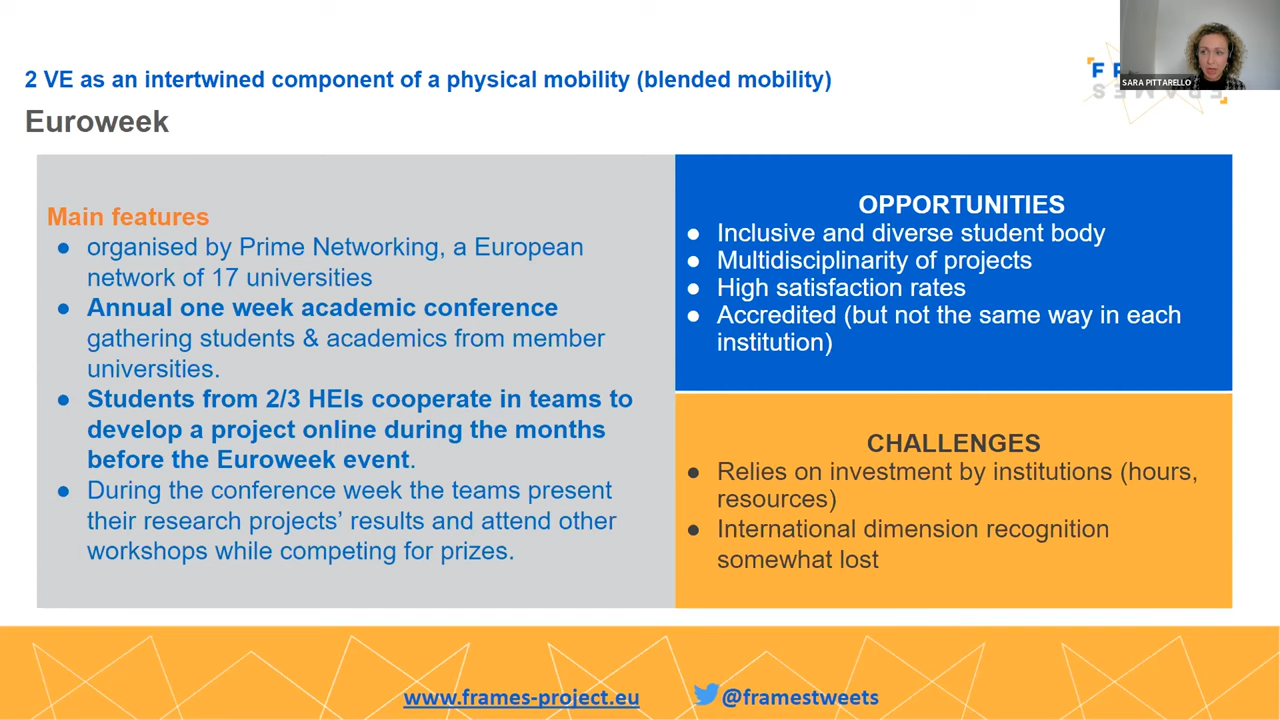 2 VE as an intertwined component of a physical mobility (blended mobility)
Euroweek
SARA PITTARELLO
Main features
● organised by Prime Networking, a European
network of 17 universities
● Annual one week academic conference
gathering students & academics from member
universities.
● Students from 2/3 HEIs cooperate in teams to
develop a project online during the months
before the Euroweek event.
● During the conference week the teams present
their research projects’ results and attend other
workshops while competing for prizes.
OPPORTUNITIES
● Inclusive and diverse student body
● Multidisciplinarity of projects
● High satisfaction rates
● Accredited (but not the same way in each
institution)
CHALLENGES
● Relies on investment by institutions (hours,
resources)
● International dimension recognition
somewhat lost
www.frames-project.eu
@framestweets